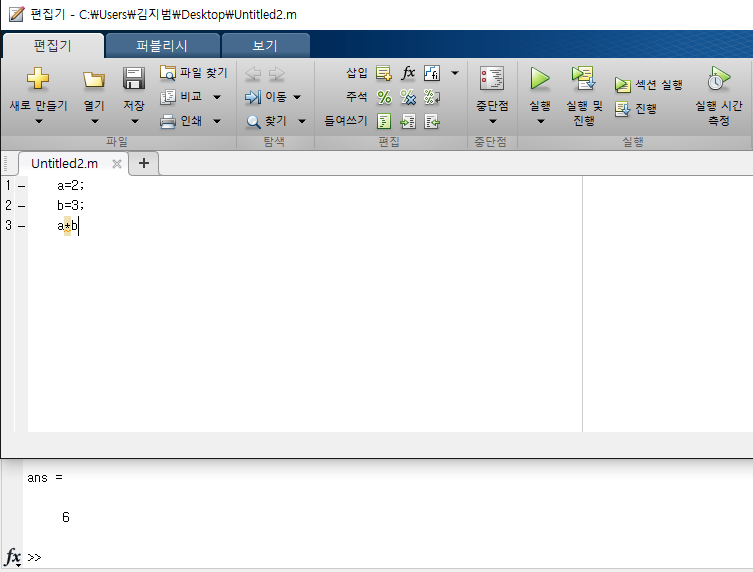 편집기 - C:₩Users₩김지범₩Desktop₩Untitled2.m
편집기 퍼블리시 보기
새로 만들기 열기 저장 파일 찾기 비교 인쇄
파일
이동 찾기
탐색
삽입 fx fi
주석 % % %
들여쓰기
편집
중단점
중단점
실행 실행 및 진행 섹션 실행 진행 실행 시간 측정
실행
Untitled2.m × +
1 – a=2;
2 – b=3;
3 – a*b
ans =
6
fx >>